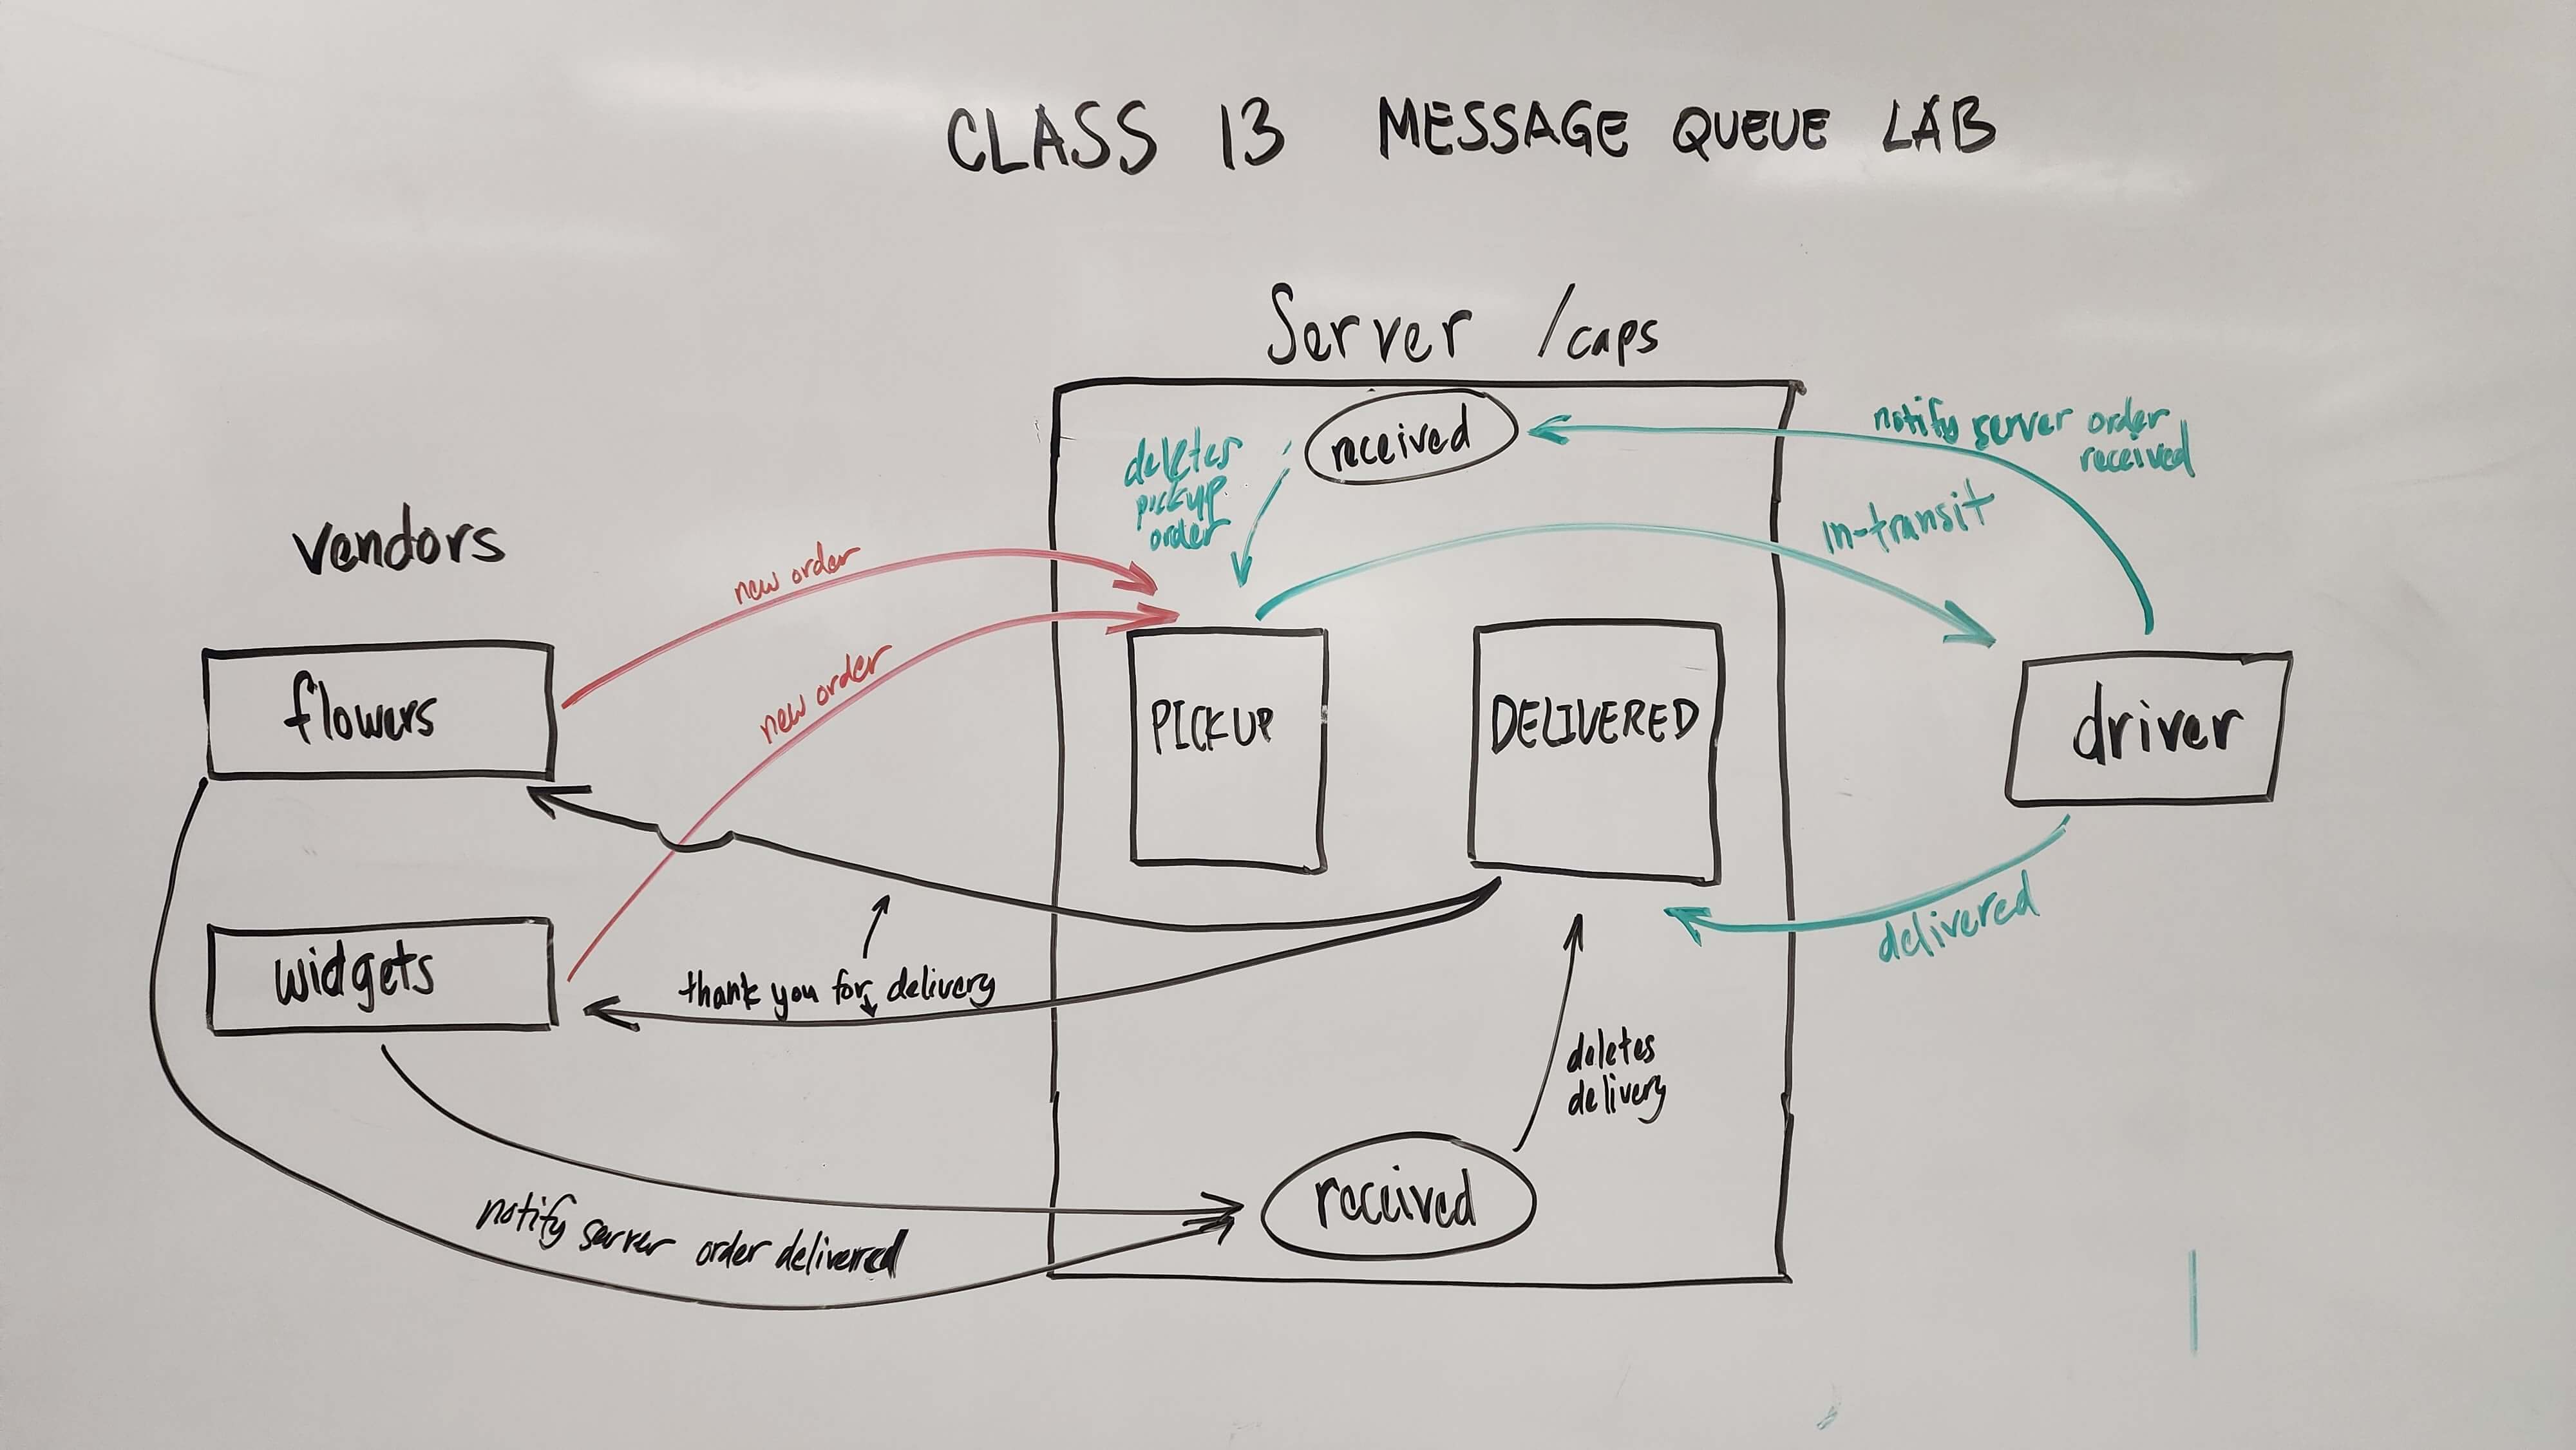 CLASS 13 MESSAGE QUEUE LAB
Server /caps
vendors
flowers
widgets
new order
new order
thank you for delivery
notify server order delivered
received
deletes
pickup
order
PICKUP
DELIVERED
deletes
delivery
received
notify server order
received
in-transit
driver
delivered